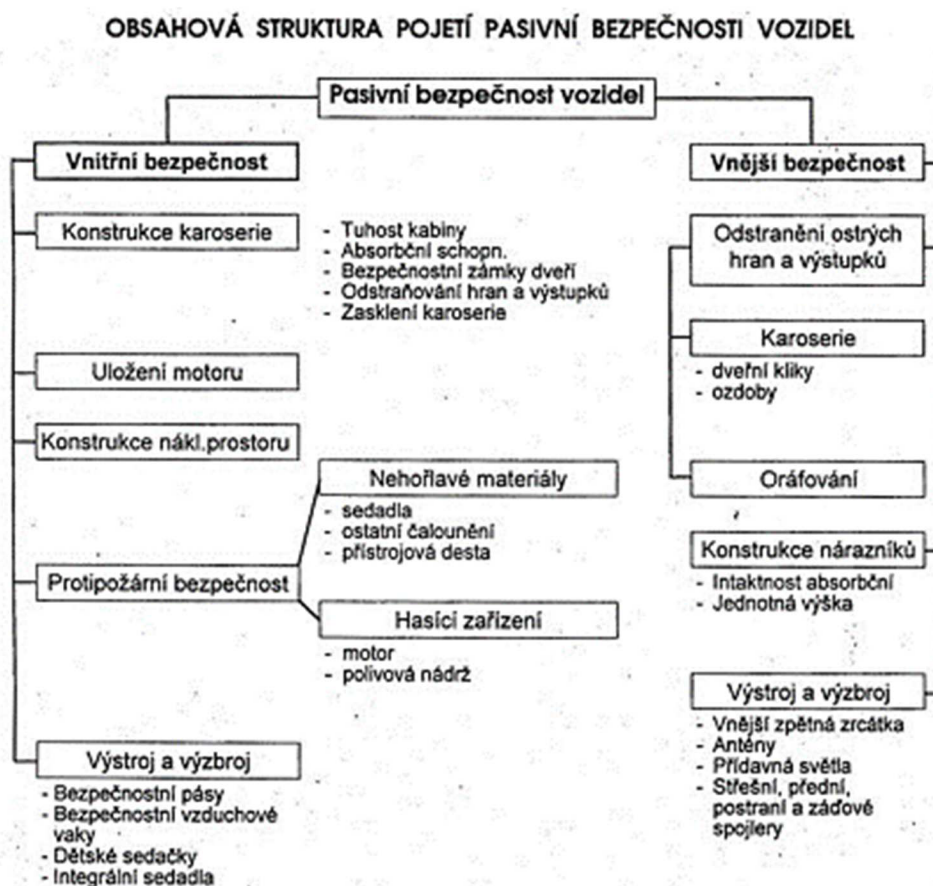 OBSAHOVÁ STRUKTURA POJETÍ PASIVNÍ BEZPEČNOSTI VOZIDEL
Pasivní bezpečnost vozidel
Vnitřní bezpečnost
Konstrukce karoserie
- Tuhost kabiny
- Absorbční schopn.
- Bezpečnostní zámky dveří
- Odstraňování hran a výstupků
- Zasklení karoserie
Uložení motoru
Konstrukce nákl.prostoru
Protipožární bezpečnost
Nehořlavé materiály
- sedadla
- ostatní čalounění
- přístrojová desta
Hasící zařízení
- motor
- polivová nádrž
Výstroj a výzbroj
- Bezpečnostní pásy
- Bezpečnostní vzduchové
vaky
- Dětské sedačky
- Integrální sedadla
Vnější bezpečnost
Odstranění ostrých
hran a výstupků
Karoserie
- dveřní kliky
- ozdoby
Oráfování
Konstrukce nárazníků
- Intaktnost absorbční
- Jednotná výška
Výstroj a výzbroj
- Vnější zpětná zrcátka
- Antény
- Přídavná světla
- Střešní, přední,
postraní a záďové
spojlery